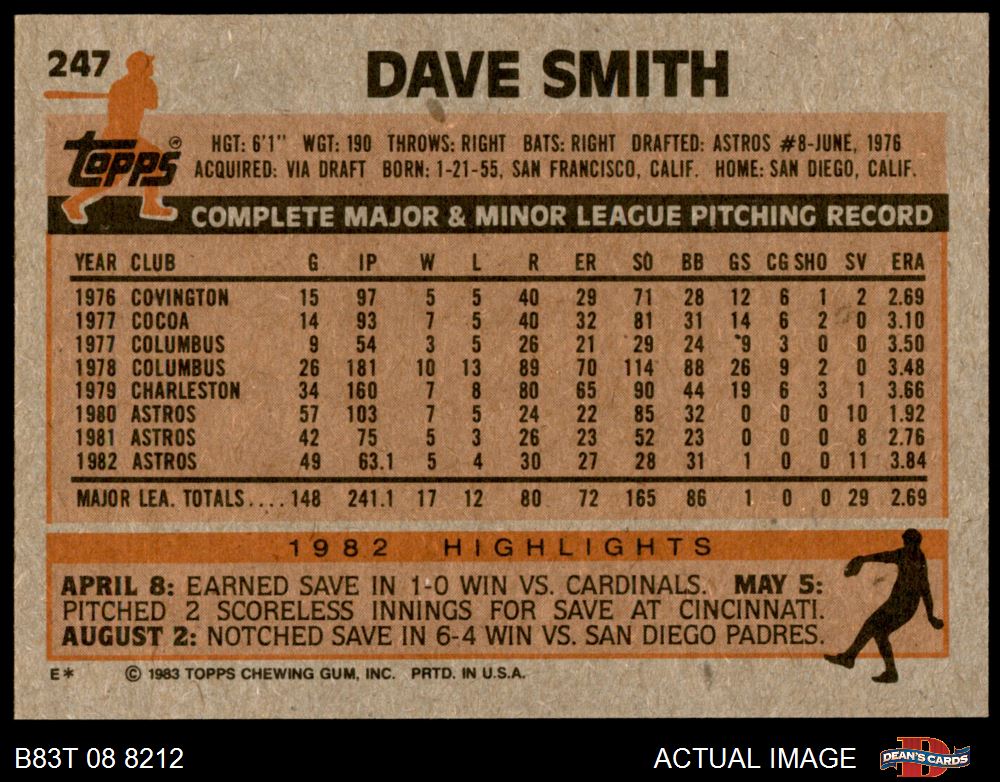 247
DAVE SMITH
topps®
HGT: 6'1" WGT: 190 THROWS: RIGHT BATS: RIGHT DRAFTED: ASTROS #8-JUNE, 1976
ACQUIRED: VIA DRAFT BORN: 1-21-55, SAN FRANCISCO, CALIF. HOME: SAN DIEGO, CALIF.
COMPLETE MAJOR & MINOR LEAGUE PITCHING RECORD
YEAR CLUB G IP W L R ER SO BB GS CG SHO SV ERA
1976 COVINGTON 15 97 5 5 40 29 71 28 12 6 1 2 2.69
1977 COCOA 14 93 7 5 40 32 81 31 14 6 2 0 3.10
1977 COLUMBUS 9 54 3 5 26 21 29 24 9 3 0 0 3.50
1978 COLUMBUS 26 181 10 13 89 70 114 88 26 9 2 0 3.48
1979 CHARLESTON 34 160 7 8 80 65 90 44 19 6 3 1 3.66
1980 ASTROS 57 103 7 5 24 22 85 32 0 0 0 10 1.92
1981 ASTROS 42 75 5 3 26 23 52 23 0 0 0 8 2.76
1982 ASTROS 49 63.1 5 4 30 27 28 31 1 0 0 11 3.84
MAJOR LEA. TOTALS .... 148 241.1 17 12 80 72 165 86 1 0 0 29 2.69
1982 HIGHLIGHTS
APRIL 8: EARNED SAVE IN 1-0 WIN VS. CARDINALS. MAY 5:
PITCHED 2 SCORELESS INNINGS FOR SAVE AT CINCINNATI.
AUGUST 2: NOTCHED SAVE IN 6-4 WIN VS. SAN DIEGO PADRES.
E* © 1983 TOPPS CHEWING GUM, INC. PRTD. IN U.S.A.
B83T 08 8212 ACTUAL IMAGE DEAN'S CARDS